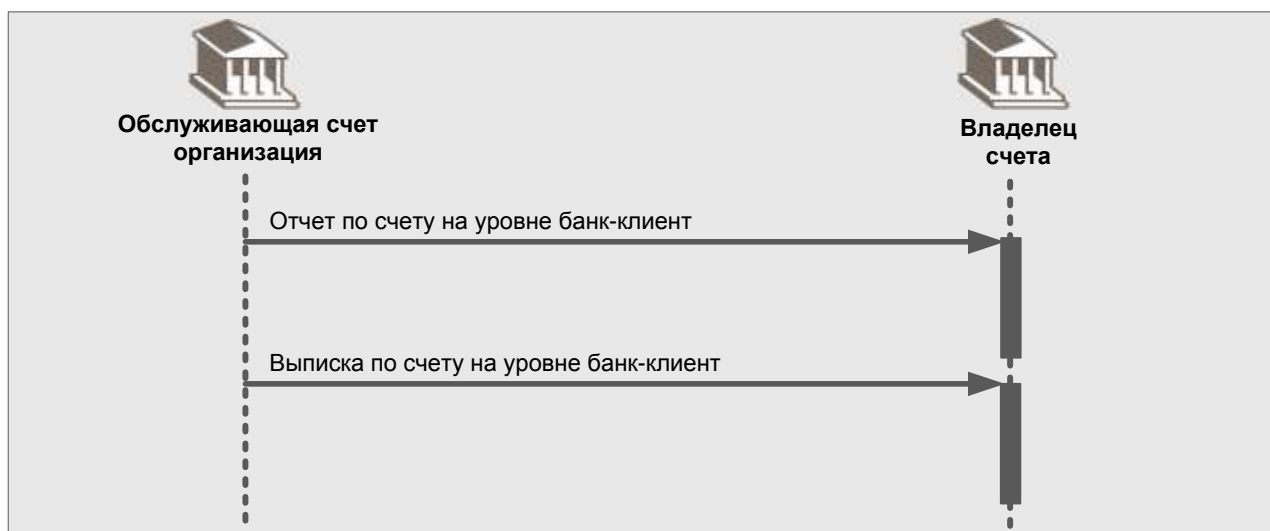 Обслуживающая счет
организация
Владелец
счета
Отчет по счету на уровне банк-клиент
Выписка по счету на уровне банк-клиент